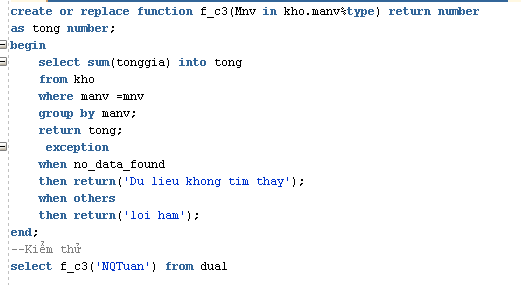 create or replace function f_c3(Mnv in kho.manv%type) return number
as tong number;
begin
select sum(tonggia) into tong
from kho
where manv =mnv
group by manv;
return tong;
exception
when no_data_found
then return('Du lieu khong tim thay');
when others
then return('loi ham');
end;
--Kiểm thử
select f_c3('NQTuan') from dual